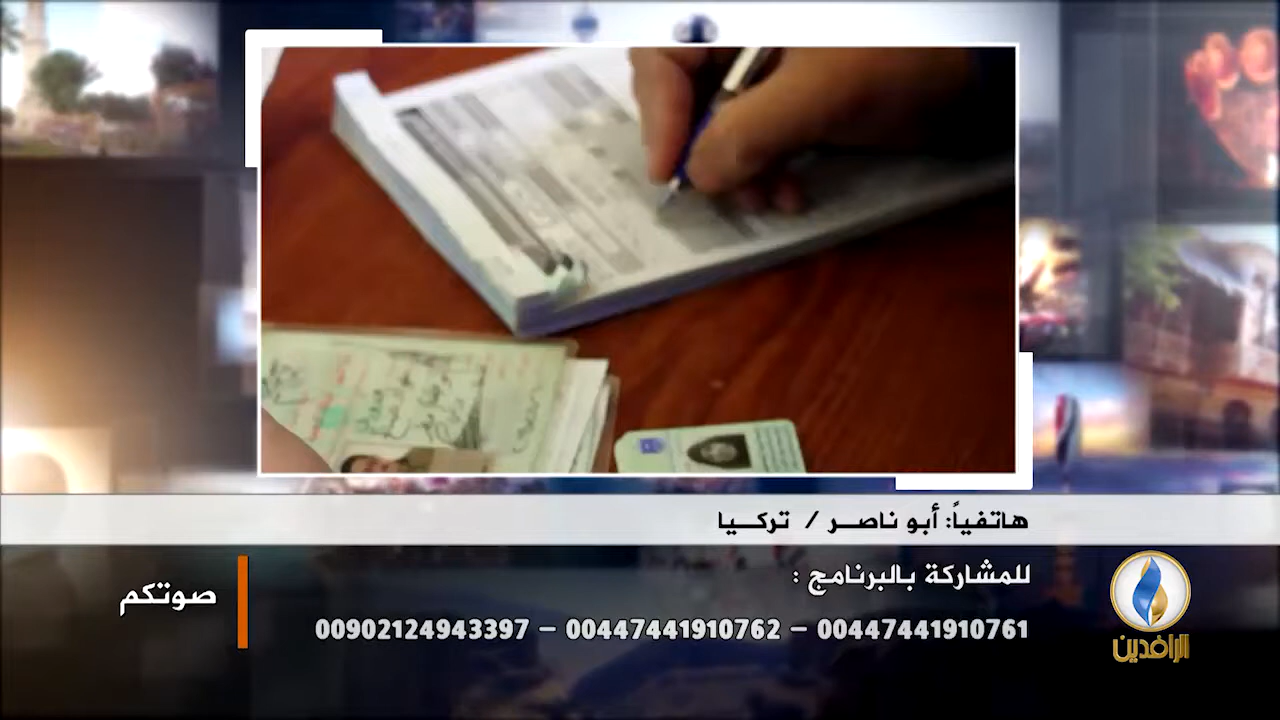 هاتفياً: أبو ناصر / تركيا
للمشاركة بالبرنامج :
00447441910761 – 00447441910762 – 00902124943397
صوتكم
الرافدين